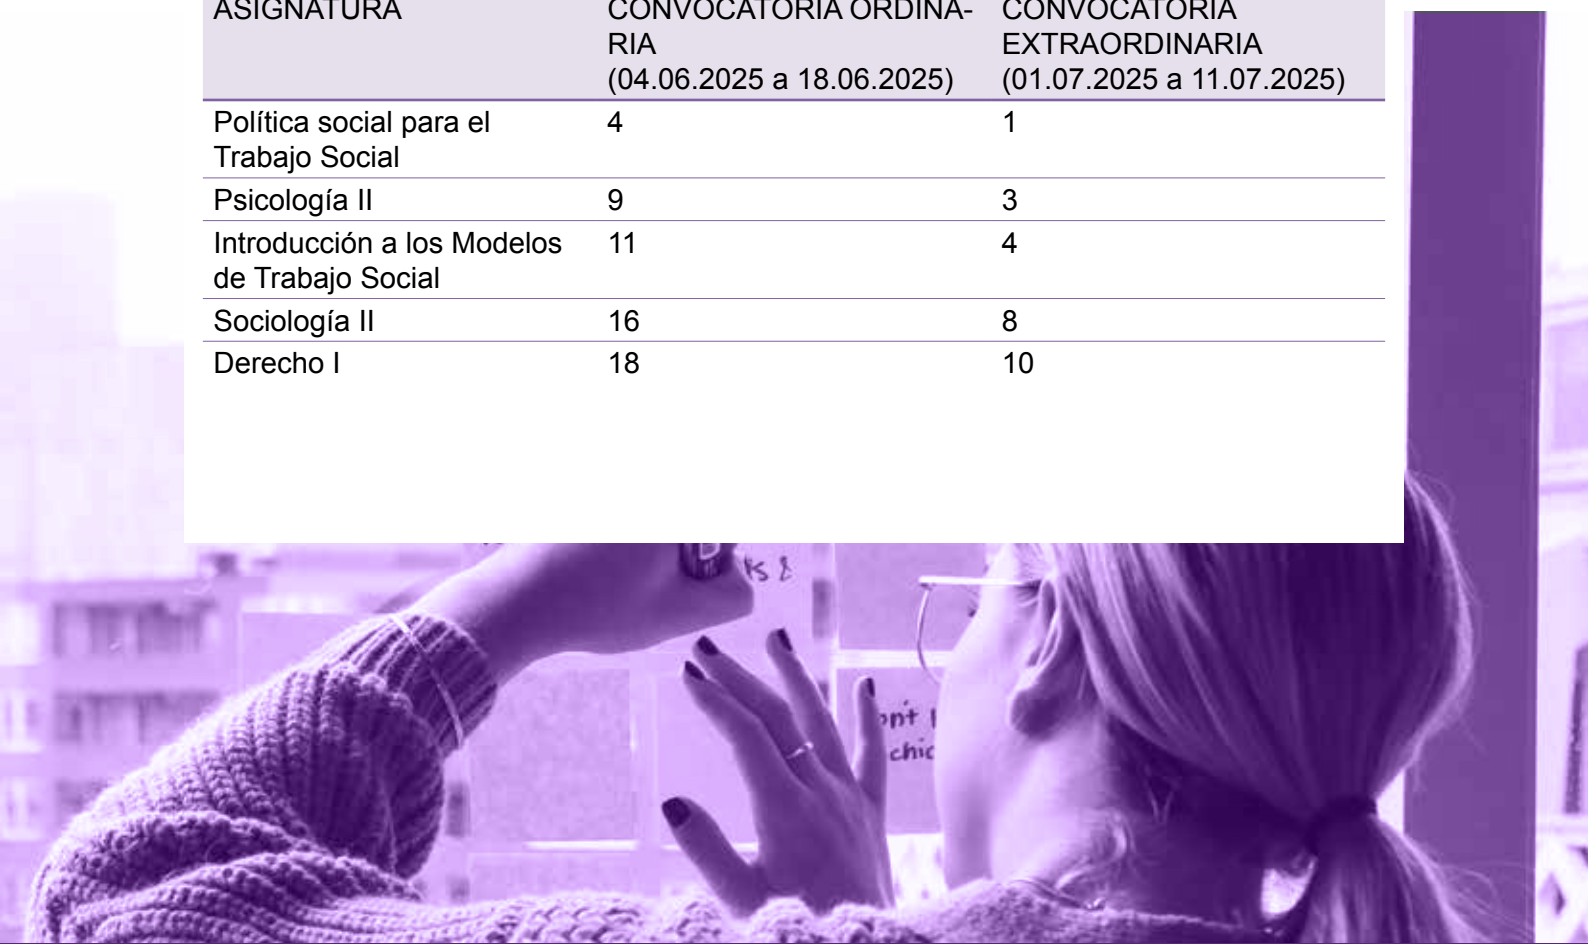 ASIGNATURA CONVOCATORIA ORDINA- CONVOCATORIA
RIA EXTRAORDINARIA
(04.06.2025 a 18.06.2025) (01.07.2025 a 11.07.2025)
Política social para el 4 1
Trabajo Social
Psicología II 9 3
Introducción a los Modelos 11 4
de Trabajo Social
Sociología II 16 8
Derecho I 18 10